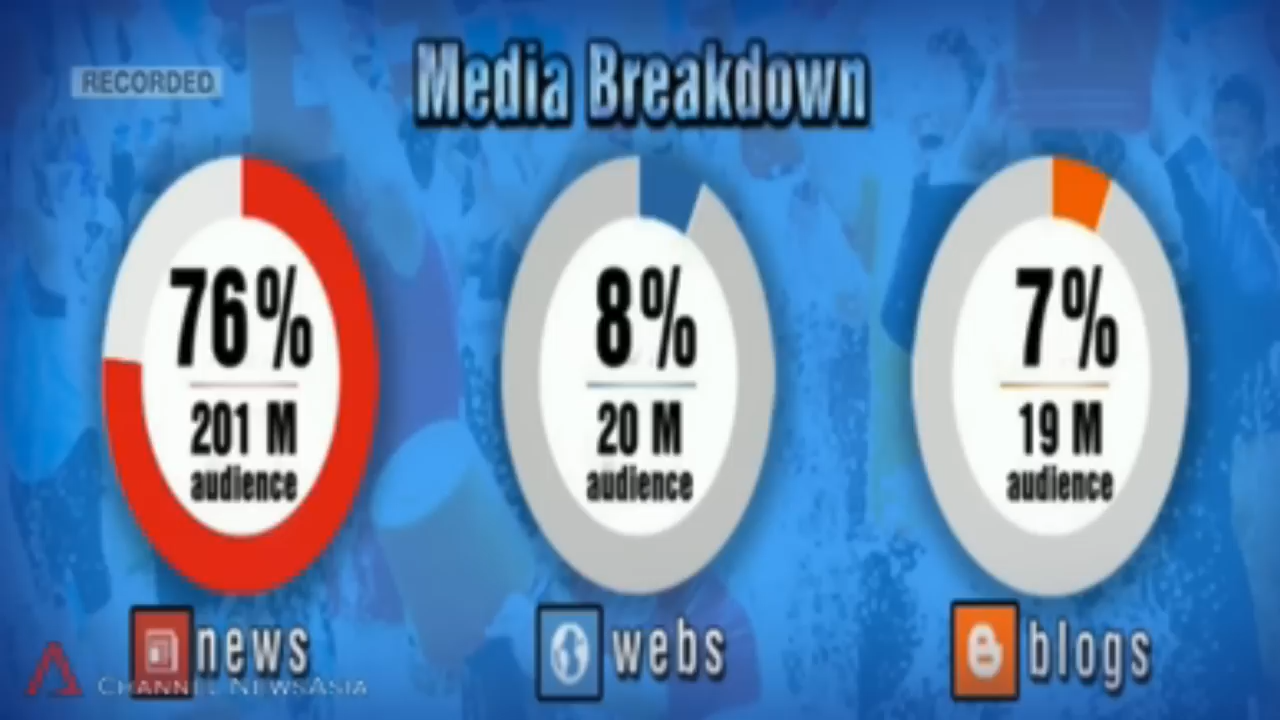 Media Breakdown
RECORDED
76%
201 M
audience
8%
20 M
audience
7%
19 M
audience
news
webs
blogs
CHANNEL NEWSASIA